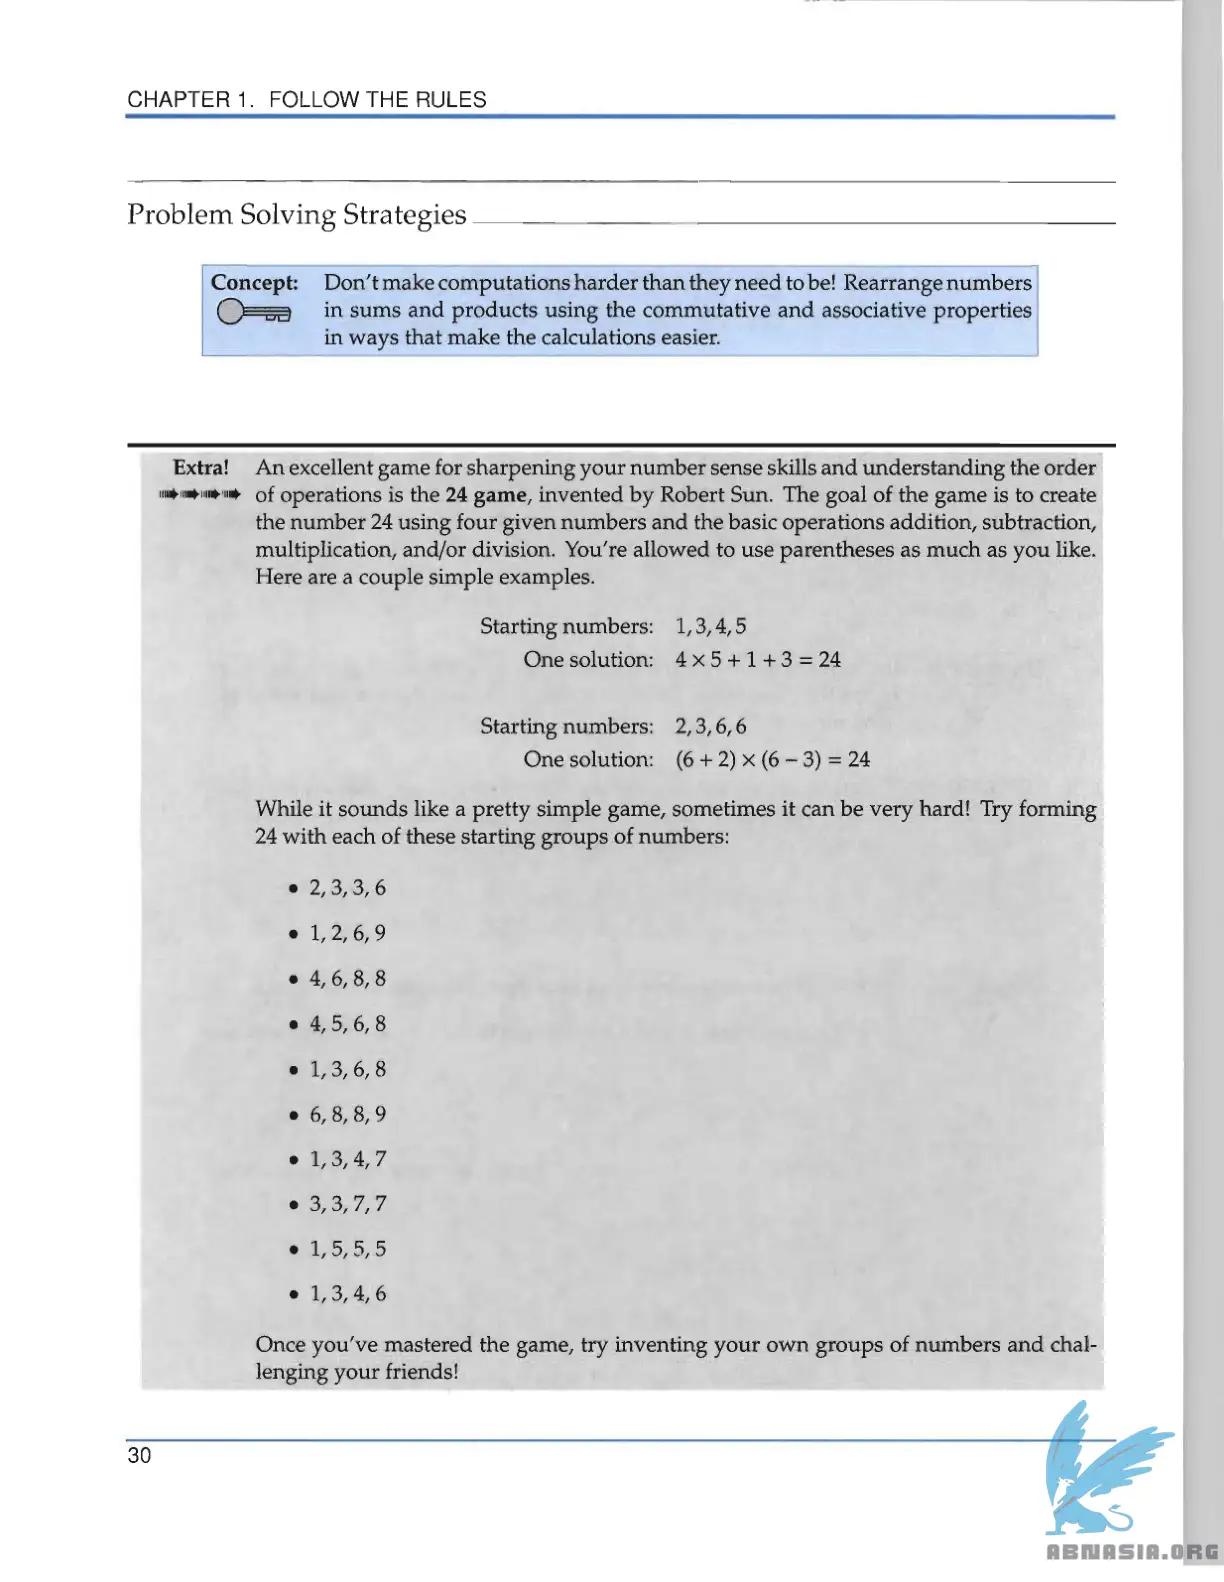 CHAPTER 1. FOLLOW THE RULES
Problem Solving Strategies
Concept: Don't make computations harder than they need to be! Rearrange numbers
in sums and products using the commutative and associative properties
in ways that make the calculations easier.
Extra! An excellent game for sharpening your number sense skills and understanding the order
of operations is the 24 game, invented by Robert Sun. The goal of the game is to create
the number 24 using four given numbers and the basic operations addition, subtraction,
multiplication, and/or division. You're allowed to use parentheses as much as you like.
Here are a couple simple examples.
Starting numbers: 1, 3, 4, 5
One solution: 4 × 5 + 1 + 3 = 24
Starting numbers: 2, 3, 6, 6
One solution: (6 + 2) × (6 − 3) = 24
While it sounds like a pretty simple game, sometimes it can be very hard! Try forming
24 with each of these starting groups of numbers:
• 2, 3, 3, 6
• 1, 2, 6, 9
• 4, 6, 8, 8
• 4, 5, 6, 8
• 1, 3, 6, 8
• 6, 8, 8, 9
• 1, 3, 4, 7
• 3, 3, 7, 7
• 1, 5, 5, 5
• 1, 3, 4, 6
Once you've mastered the game, try inventing your own groups of numbers and chal-
lenging your friends!
30
ABNASIA.ORG